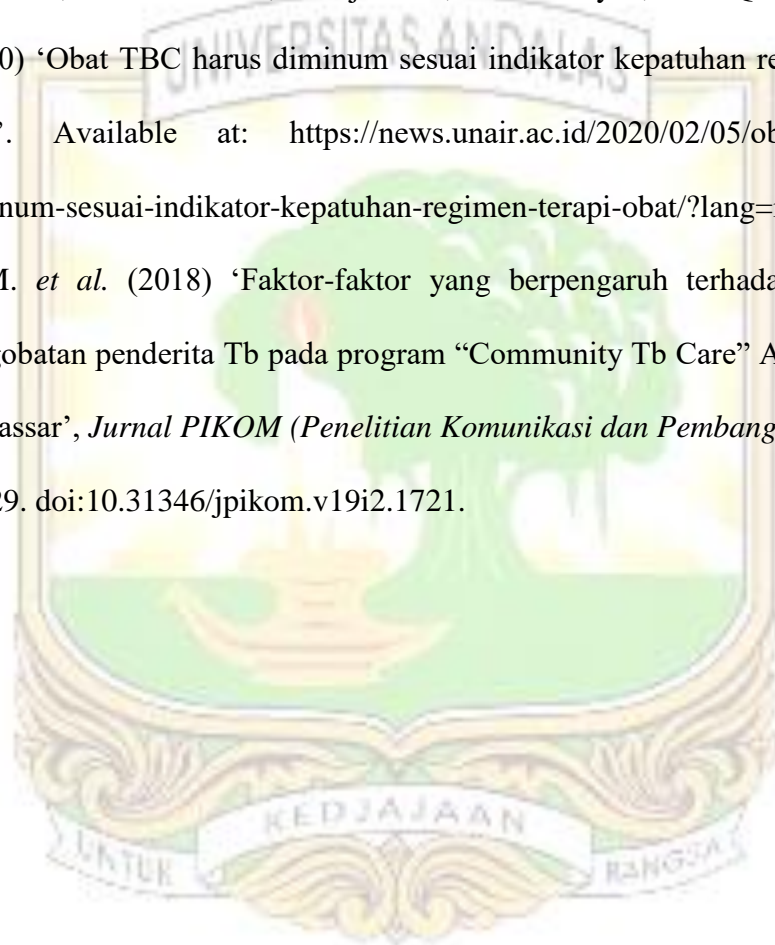 UNIVERSITAS ANDALAS
0) ‘Obat TBC harus diminum sesuai indikator kepatuhan re
’. Available at: https://news.unair.ac.id/2020/02/05/ob
num-sesuai-indikator-kepatuhan-regimen-terapi-obat/?lang=
M. et al. (2018) ‘Faktor-faktor yang berpengaruh terhada
gobatan penderita Tb pada program “Community Tb Care” A
assar’, Jurnal PIKOM (Penelitian Komunikasi dan Pembang
29. doi:10.31346/jpikom.v19i2.1721.
KEDJAJAAN
UNTUK BANGSA